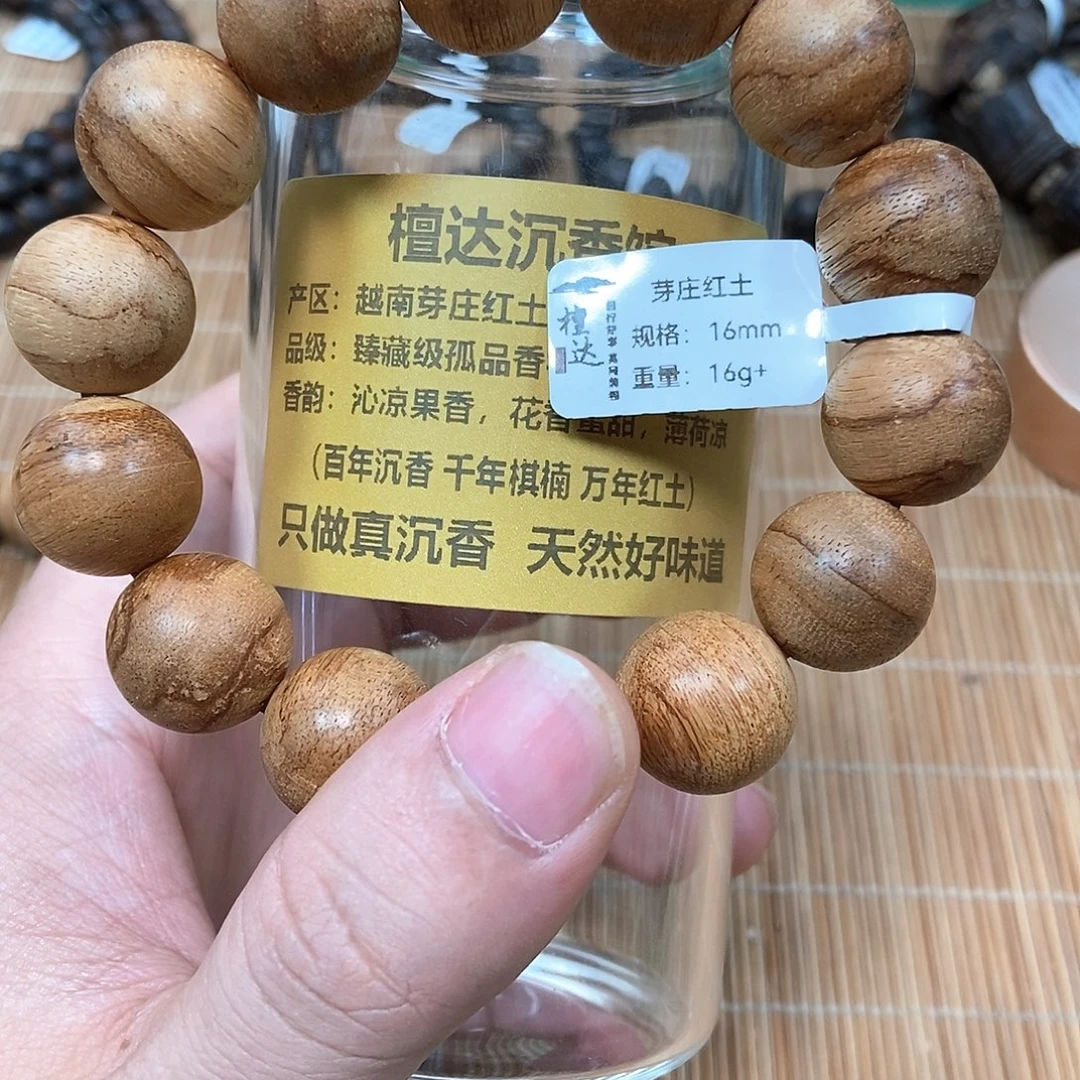 檀达沉香
产区：越南芽庄红土
品级：臻藏级孤品香
香韵：沁凉果香，花香蜜甜，薄荷凉
（百年沉香 千年棋楠 万年红土）
只做真沉香 天然好味道
檀达
芽庄红土
规格：16mm
重量：16g+